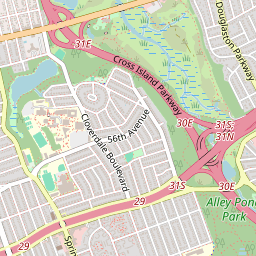 31E
Douglaston Parkway
Cross Island Parkway
30E
31S;
31N
56th Avenue
Cloverdale Boulevard
31S
30E
29
29
Alley Pond
Park
Sprin